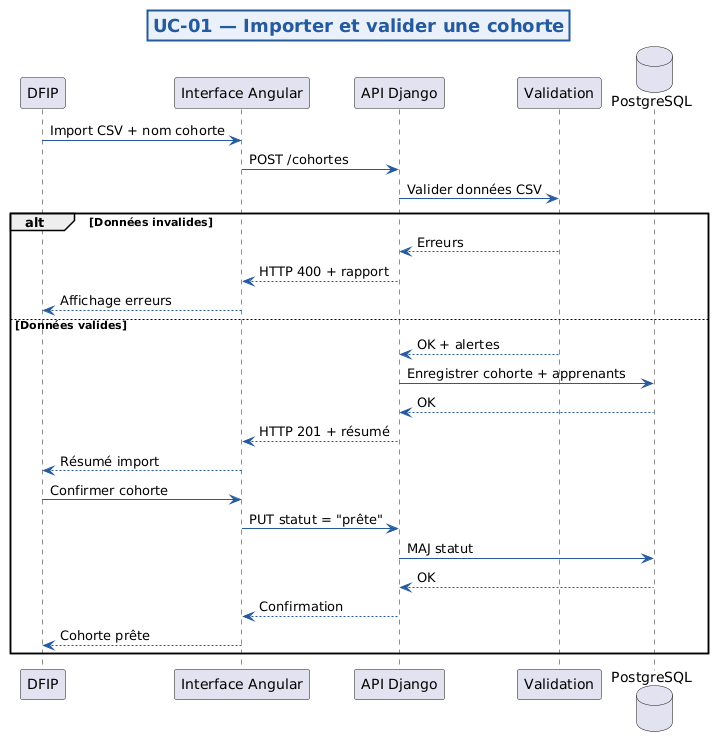 UC-01 — Importer et valider une cohorte
DFIP
Interface Angular
API Django
Validation
PostgreSQL
Import CSV + nom cohorte
POST /cohortes
Valider données CSV
alt
[Données invalides]
Erreurs
HTTP 400 + rapport
Affichage erreurs
[Données valides]
OK + alertes
Enregistrer cohorte + apprenants
OK
HTTP 201 + résumé
Résumé import
Confirmer cohorte
PUT statut = "prête"
MAJ statut
OK
Confirmation
Cohorte prête
DFIP
Interface Angular
API Django
Validation
PostgreSQL